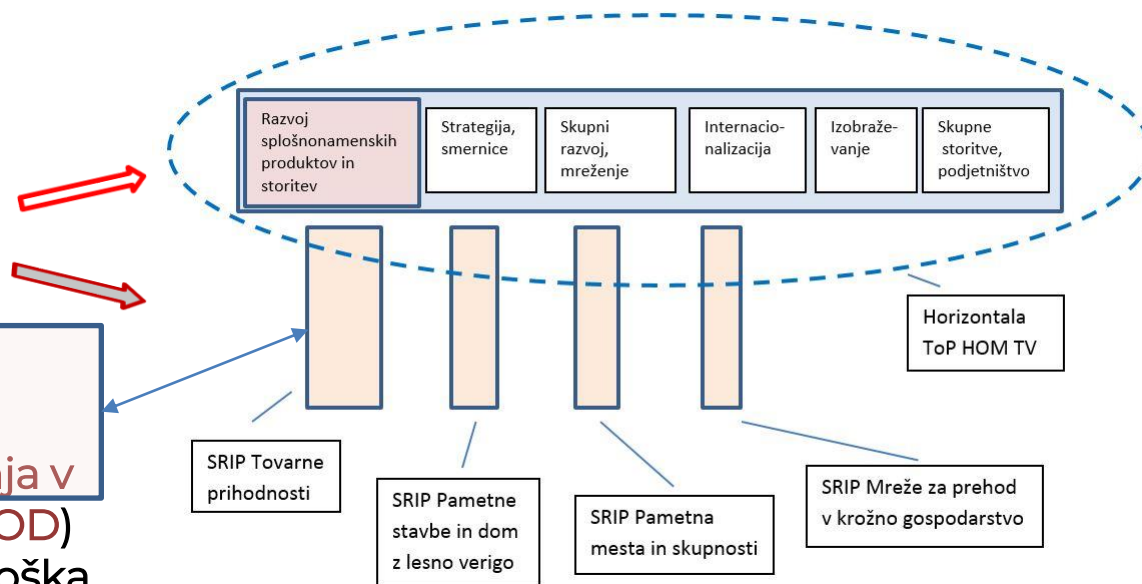 Razvoj
splošnonamenskih
produktov in
storitev
Strategija,
smernice
Skupni
razvoj,
mreženje
Internacio-
nalizacija
Izobraže-
vanje
Skupne
storitve,
podjetništvo
Horizontala
ToP HOM TV
SRIP Tovarne
prihodnosti
SRIP Pametne
stavbe in dom
z lesno verigo
SRIP Pametna
mesta in skupnosti
SRIP Mreže za prehod
v krožno gospodarstvo
ja v
OD)
oška